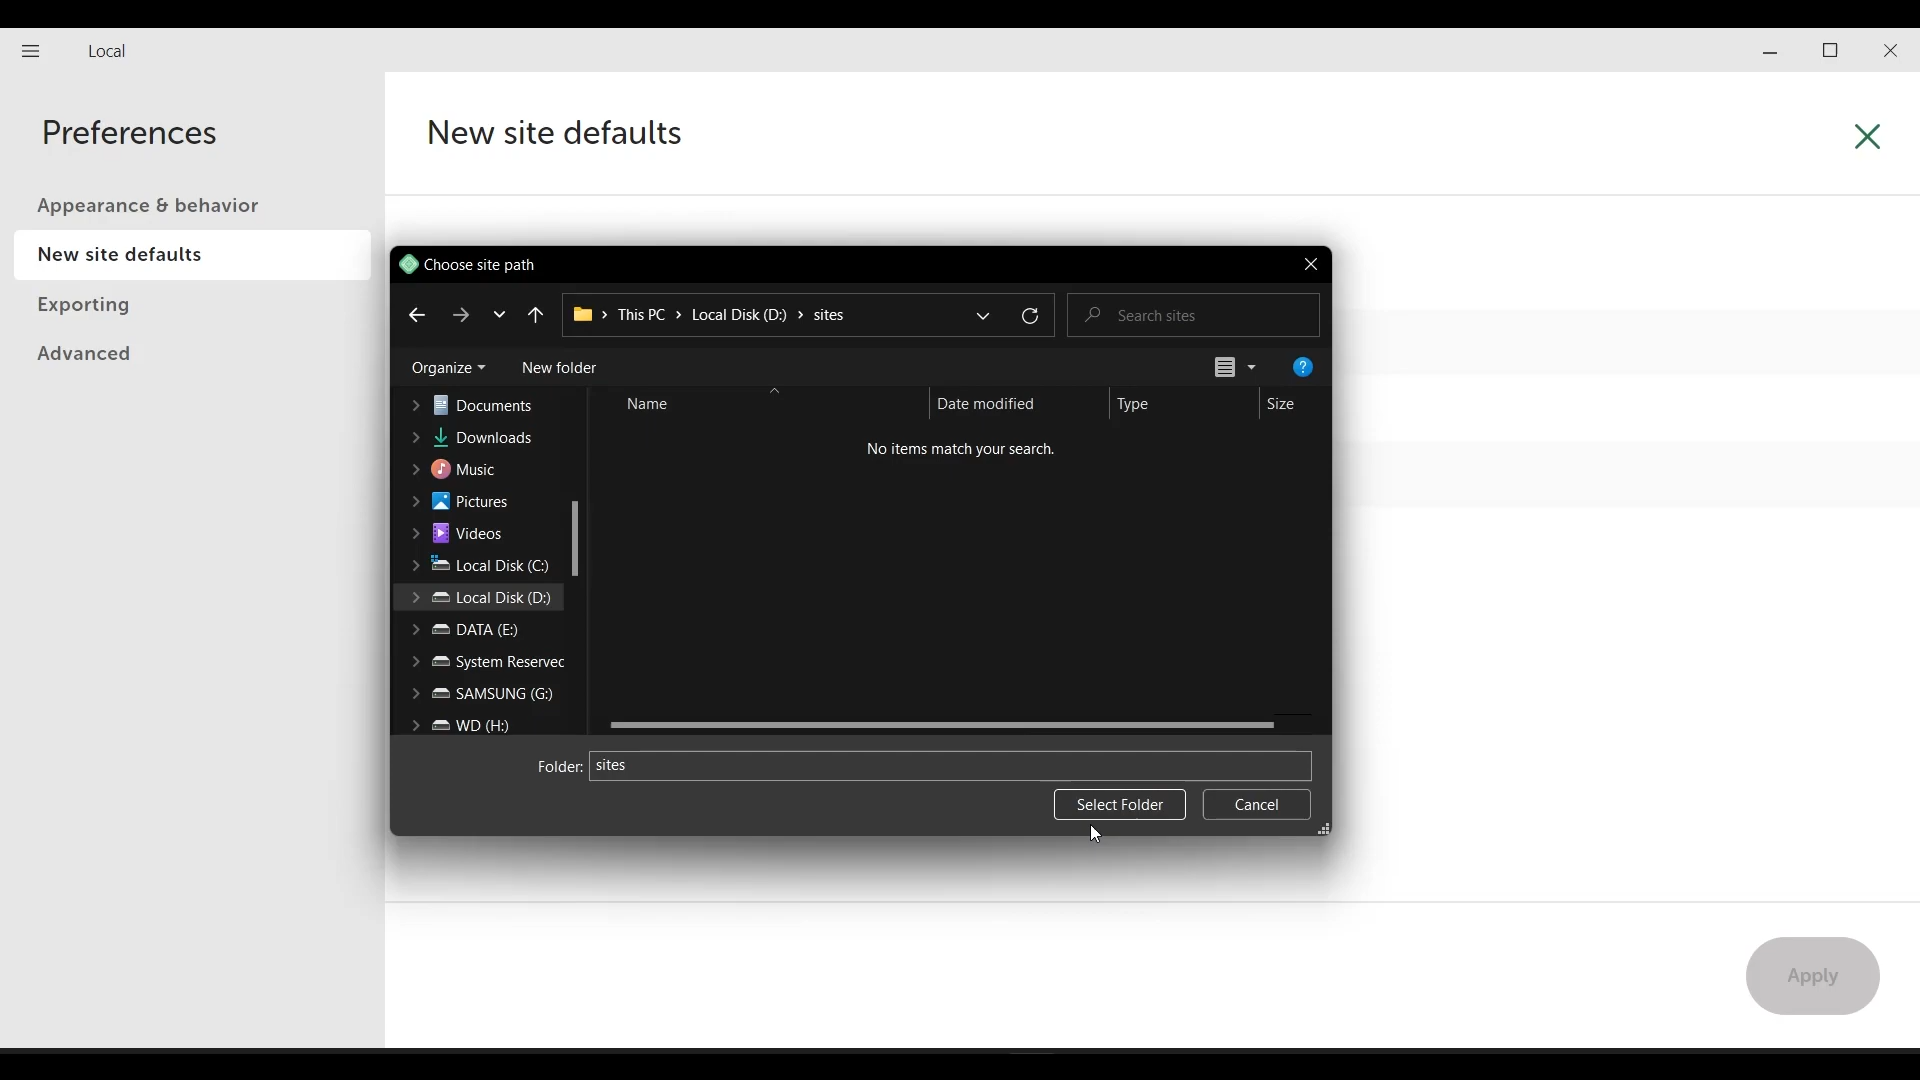 Local
Preferences
New site defaults
Appearance & behavior
New site defaults
Exporting
Advanced
Choose site path
This PC
Local Disk (D:)
sites
Search sites
Organize
New folder
Name
Date modified
Type
Size
No items match your search.
Documents
Downloads
Music
Pictures
Videos
Local Disk (C:)
Local Disk (D:)
DATA (E:)
System Reserved
SAMSUNG (G:)
WD (H:)
Folder:
sites
Select Folder
Cancel
Apply